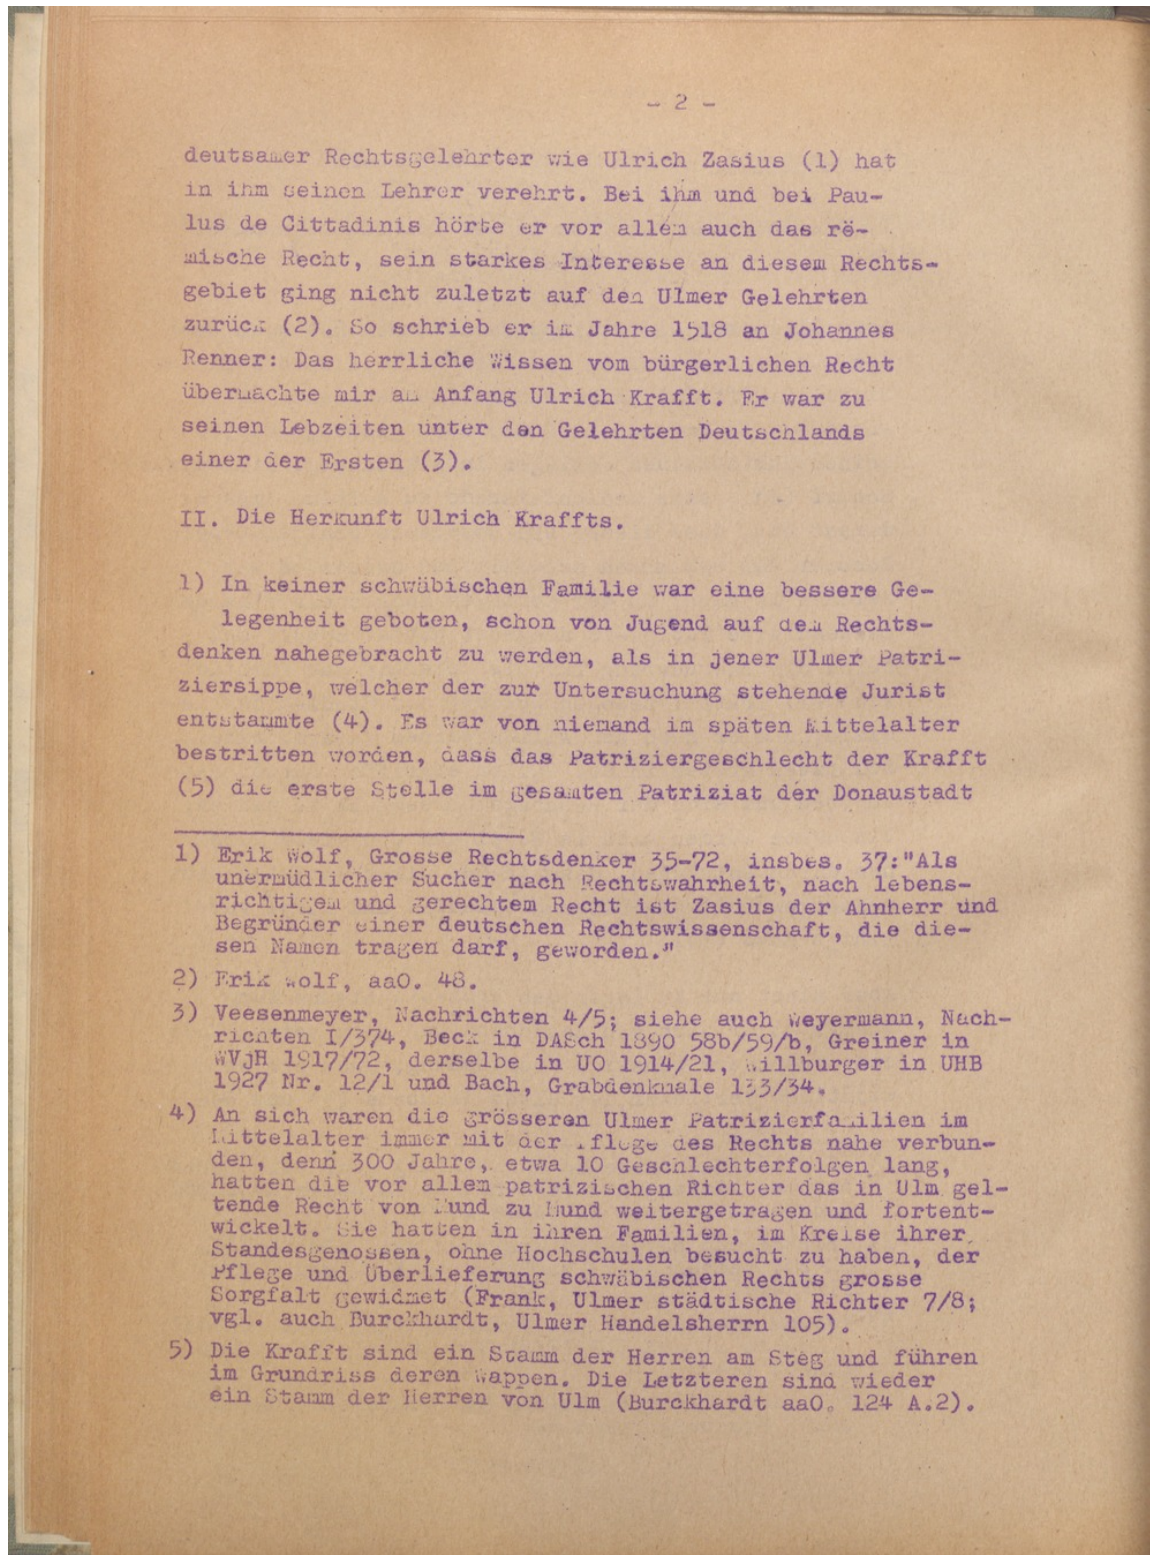 - 2 -
deutsamer Rechtsgelehrter wie Ulrich Zasius (1) hat
in ihm seinen Lehrer verehrt. Bei ihm und bei Pau-
lus de Cittadinis hörte er vor allem auch das rö-
mische Recht, sein starkes Interesse an diesem Rechts-
gebiet ging nicht zuletzt auf den Ulmer Gelehrten
zurück (2). So schrieb er im Jahre 1518 an Johannes
Renner: Das herrliche Wissen vom bürgerlichen Recht
übermachte mir am Anfang Ulrich Krafft. Er war zu
seinen Lebzeiten unter den Gelehrten Deutschlands
einer der Ersten (3).
II. Die Herkunft Ulrich Kraffts.
1) In keiner schwäbischen Familie war eine bessere Ge-
legenheit geboten, schon von Jugend auf dem Rechts-
denken nahegebracht zu werden, als in jener Ulmer Patri-
ziersippe, welcher der zur Untersuchung stehende Jurist
entstammte (4). Es war von niemand im späten Mittelalter
bestritten worden, dass das Patriziergeschlecht der Krafft
(5) die erste Stelle im gesamten Patriziat der Donaustadt
1) Erik Wolf, Grosse Rechtsdenker 35-72, insbes. 37:"Als
unermüdlicher Sucher nach Rechtswahrheit, nach lebens-
richtigem und gerechtem Recht ist Zasius der Ahnherr und
Begründer einer deutschen Rechtswissenschaft, die die-
sen Namen tragen darf, geworden."
2) Erik Wolf, aaO. 48.
3) Veesenmeyer, Nachrichten 4/5; siehe auch Weyermann, Nach-
richten I/374, Beck in DASch 1890 58b/59/b, Greiner in
WVjH 1917/72, derselbe in UO 1914/21, Willburger in UHB
1927 Nr. 12/1 und Bach, Grabdenkmale 133/34.
4) An sich waren die grösseren Ulmer Patrizierfamilien im
Mittelalter immer mit der Pflege des Rechts nahe verbun-
den, denn 300 Jahre, etwa 10 Geschlechterfolgen lang,
hatten die vor allem patrizischen Richter das in Ulm gel-
tende Recht von Mund zu Mund weitergetragen und fortent-
wickelt. Sie hatten in ihren Familien, im Kreise ihrer
Standesgenossen, ohne Hochschulen besucht zu haben, der
Pflege und Überlieferung schwäbischen Rechts grosse
Sorgfalt gewidmet (Frank, Ulmer städtische Richter 7/8;
vgl. auch Burckhardt, Ulmer Handelsherrn 105).
5) Die Krafft sind ein Stamm der Herren am Steg und führen
im Grundriss deren Wappen. Die Letzteren sind wieder
ein Stamm der Herren von Ulm (Burckhardt aaO. 124 A.2).